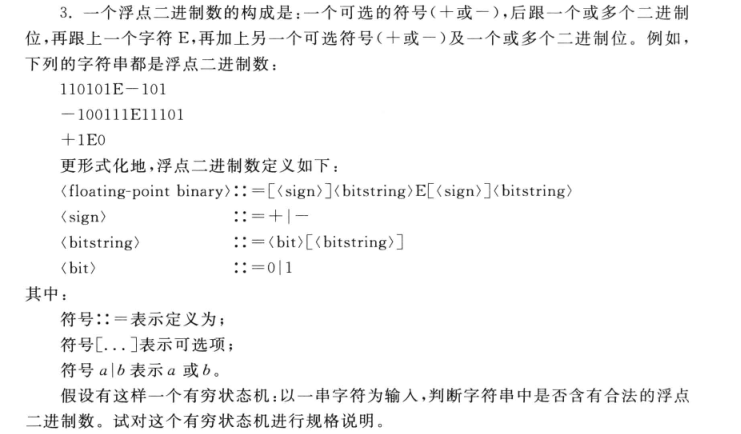 3. 一个浮点二进制数的构成是:一个可选的符号(+或-),后跟一个或多个二进制
位,再跟上一个字符 E,再加上另一个可选符号(+或-)及一个或多个二进制位。例如,
下列的字符串都是浮点二进制数:
110101E-101
-100111E11101
+1E0
更形式化地,浮点二进制数定义如下:
〈floating-point binary〉::=[〈sign〉]〈bitstring〉E[〈sign〉]〈bitstring〉
〈sign〉 ::=+|-
〈bitstring〉 ::=〈bit〉[〈bitstring〉]
〈bit〉 ::=0|1
其中:
符号::=表示定义为;
符号[...]表示可选项;
符号 a|b 表示 a 或 b。
假设有这样一个有穷状态机:以一串字符为输入,判断字符串中是否含有合法的浮点
二进制数。试对这个有穷状态机进行规格说明。